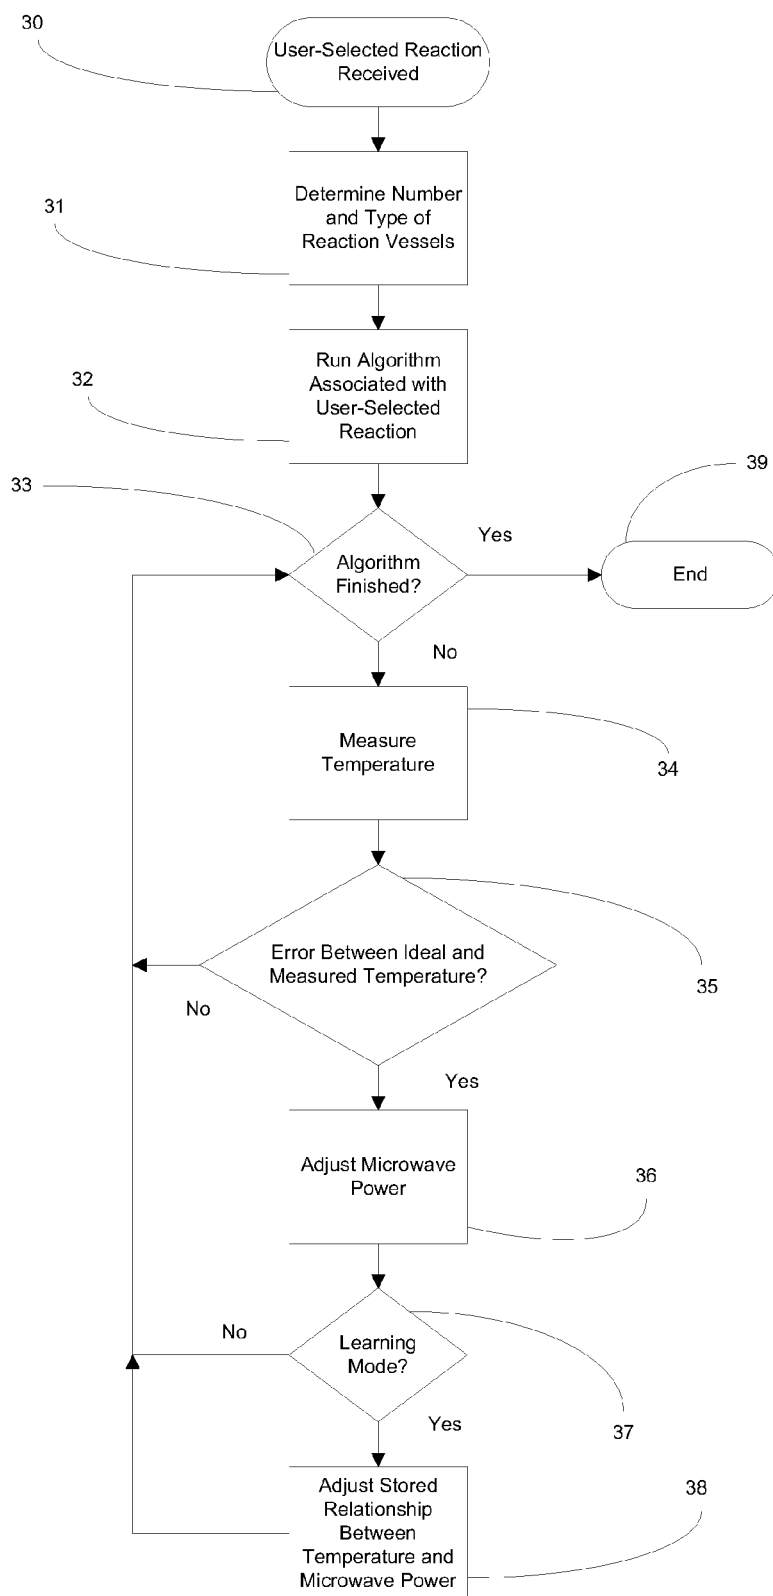 30
User-Selected Reaction
Received
31
Determine Number
and Type of
Reaction Vessels
32
Run Algorithm
Associated with
User-Selected
Reaction
33
Algorithm
Finished?
Yes
39
End
No
Measure
Temperature
34
Error Between Ideal and
Measured Temperature?
35
No
Yes
Adjust Microwave
Power
36
Learning
Mode?
No
37
Yes
Adjust Stored
Relationship
Between
Temperature and
Microwave Power
38